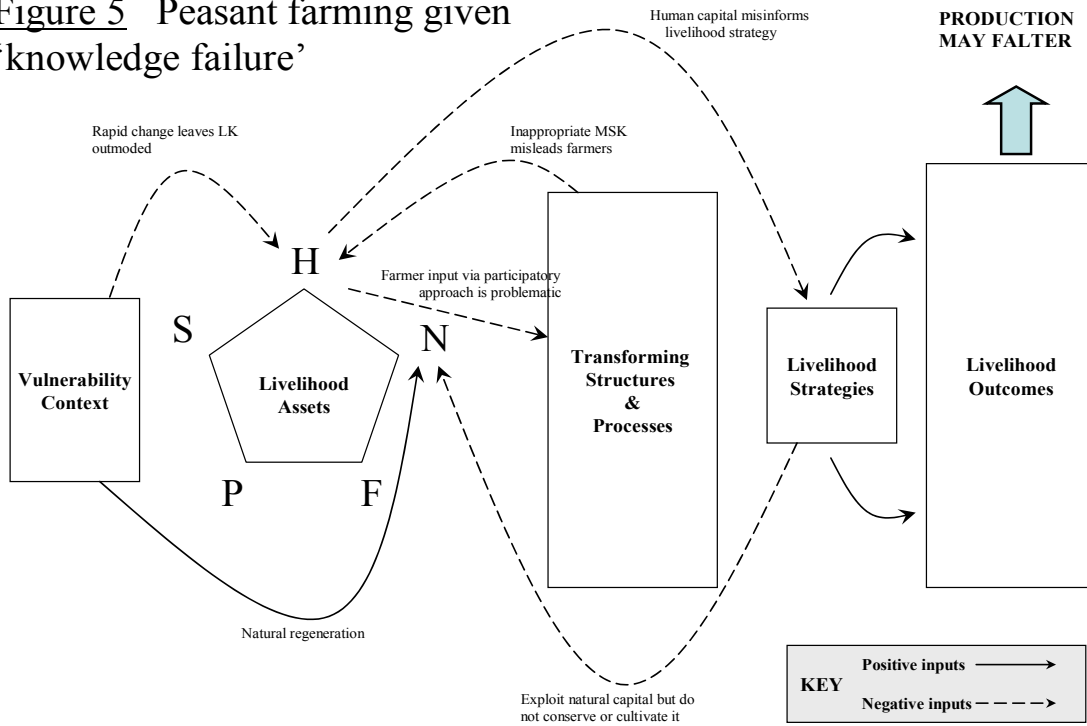 Figure 5 Peasant farming given
‘knowledge failure’
Human capital misinforms
livelihood strategy
PRODUCTION
MAY FALTER
Rapid change leaves LK
outmoded
Inappropriate MSK
misleads farmers
H
Farmer input via participatory
approach is problematic
S
N
Vulnerability
Context
Livelihood
Assets
Transforming
Structures
&
Processes
Livelihood
Strategies
Livelihood
Outcomes
P
F
Natural regeneration
Exploit natural capital but do
not conserve or cultivate it
KEY
Positive inputs
Negative inputs